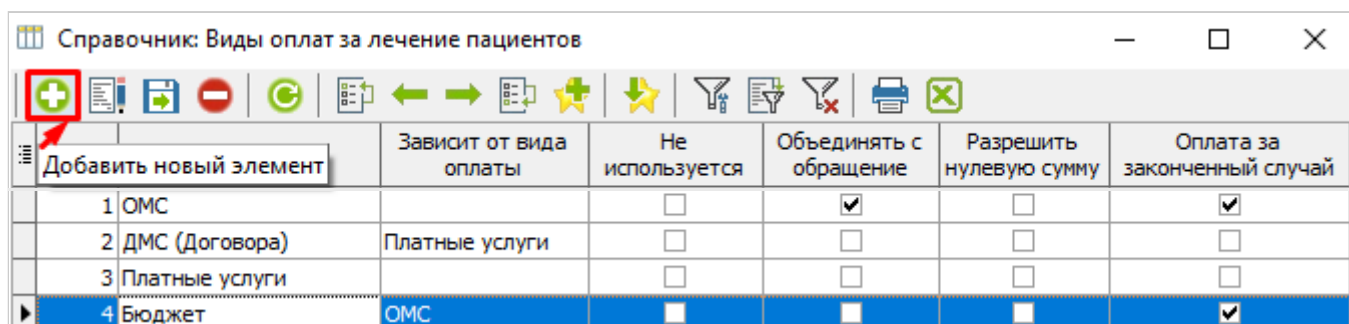 Справочник: Виды оплат за лечение пациентов
Добавить новый элемент
Зависит от вида
оплаты
Не
используется
Объединять с
обращение
Разрешить
нулевую сумму
Оплата за
законченный случай
1 ОМС
2 ДМС (Договора) Платные услуги
3 Платные услуги
4 Бюджет ОМС